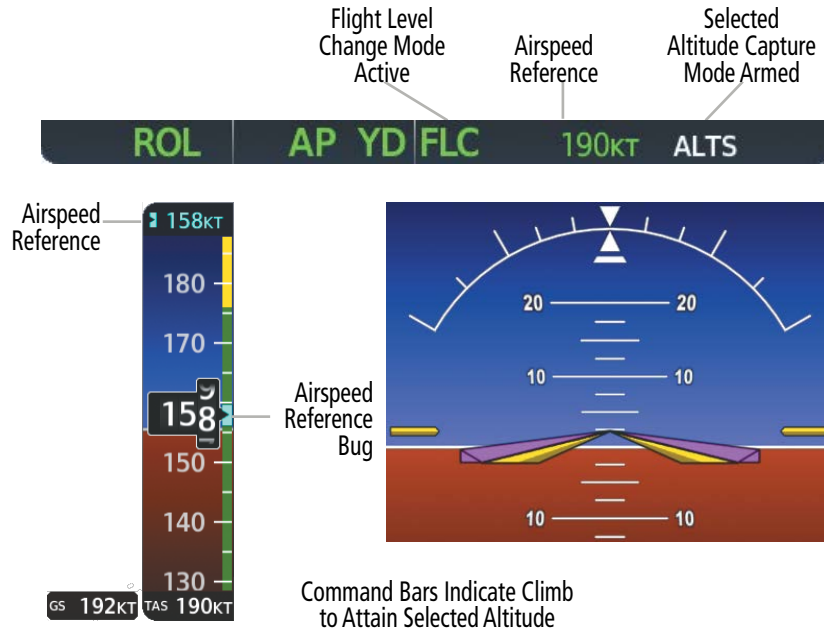 Flight Level
Change Mode
Active
Airspeed
Reference
Selected
Altitude Capture
Mode Armed
ROL AP YD FLC 190KT ALTS
Airspeed
Reference
158KT
180
170
158
9
150
140
130
GS 192KT TAS 190KT
Airspeed
Reference
Bug
20 20
10 10
10 10
Command Bars Indicate Climb
to Attain Selected Altitude